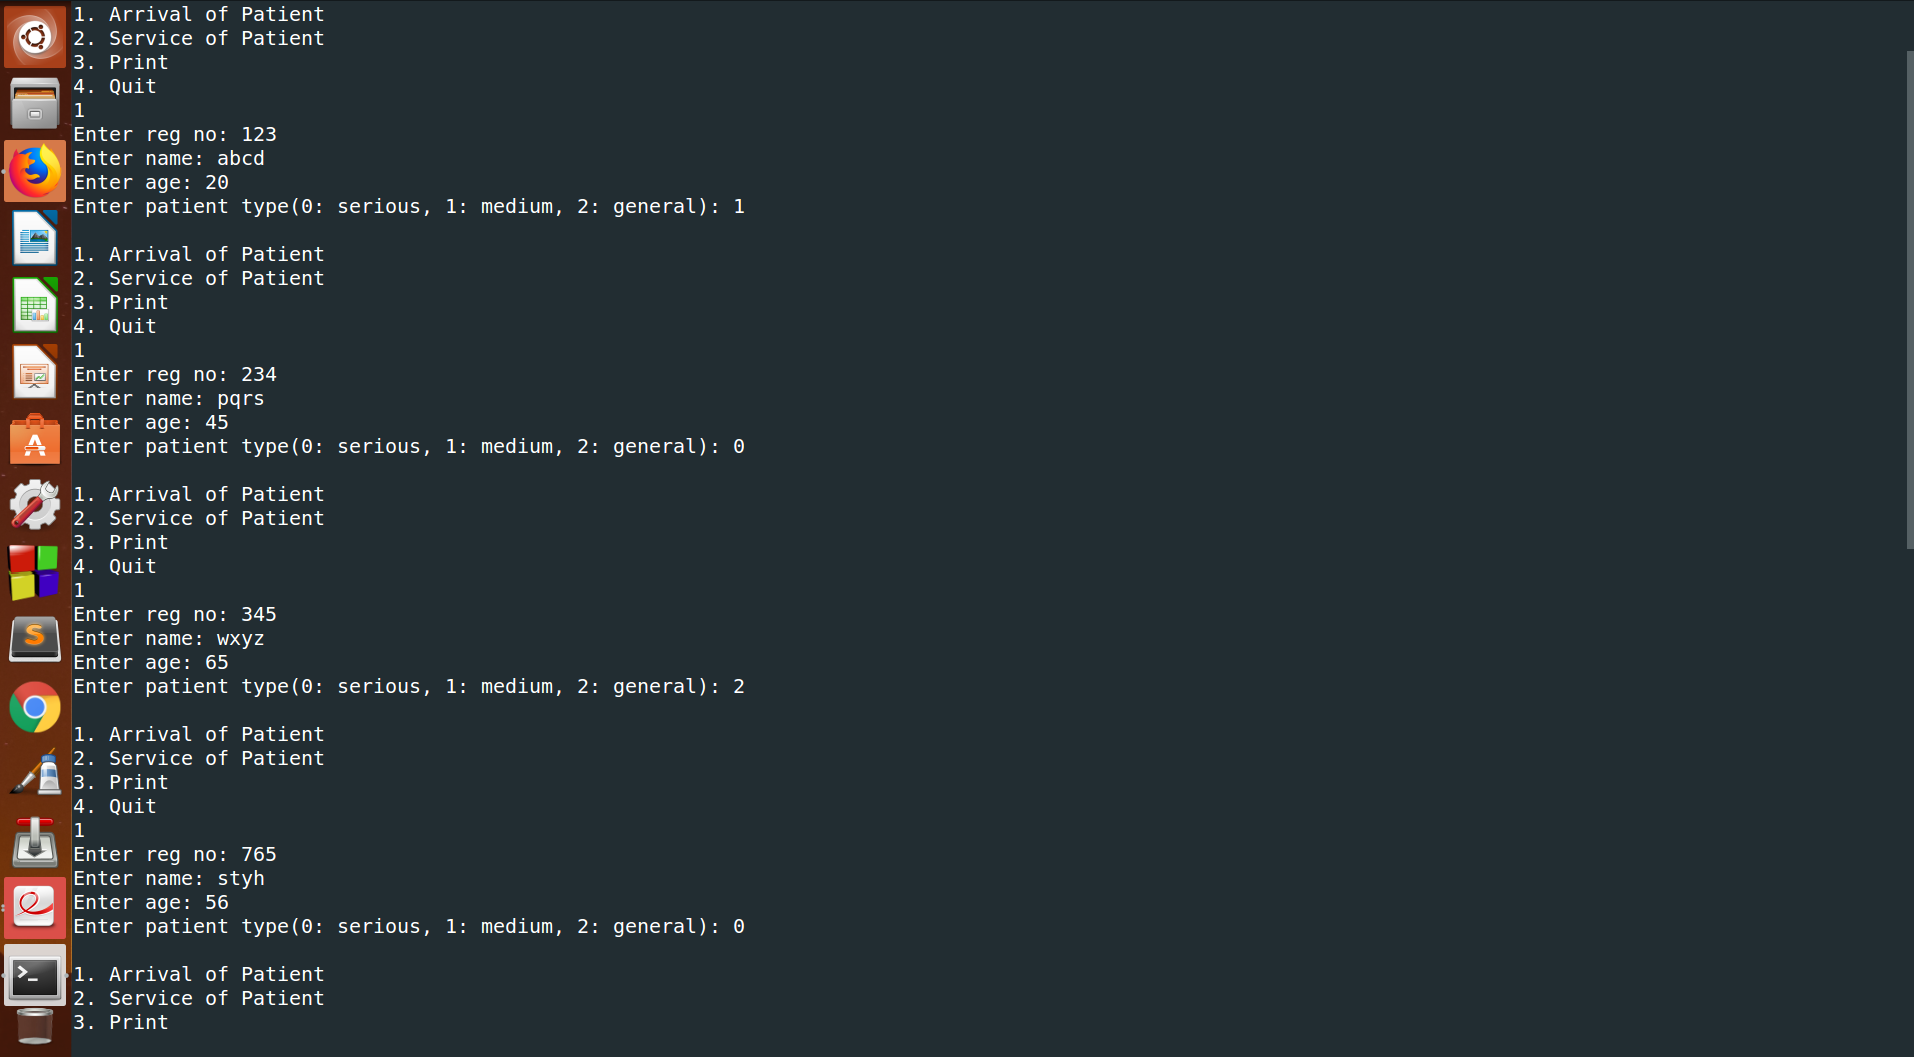 1. Arrival of Patient
2. Service of Patient
3. Print
4. Quit
1
Enter reg no: 123
Enter name: abcd
Enter age: 20
Enter patient type(0: serious, 1: medium, 2: general): 1

1. Arrival of Patient
2. Service of Patient
3. Print
4. Quit
1
Enter reg no: 234
Enter name: pqrs
Enter age: 45
Enter patient type(0: serious, 1: medium, 2: general): 0

1. Arrival of Patient
2. Service of Patient
3. Print
4. Quit
1
Enter reg no: 345
Enter name: wxyz
Enter age: 65
Enter patient type(0: serious, 1: medium, 2: general): 2

1. Arrival of Patient
2. Service of Patient
3. Print
4. Quit
1
Enter reg no: 765
Enter name: styh
Enter age: 56
Enter patient type(0: serious, 1: medium, 2: general): 0

1. Arrival of Patient
2. Service of Patient
3. Print